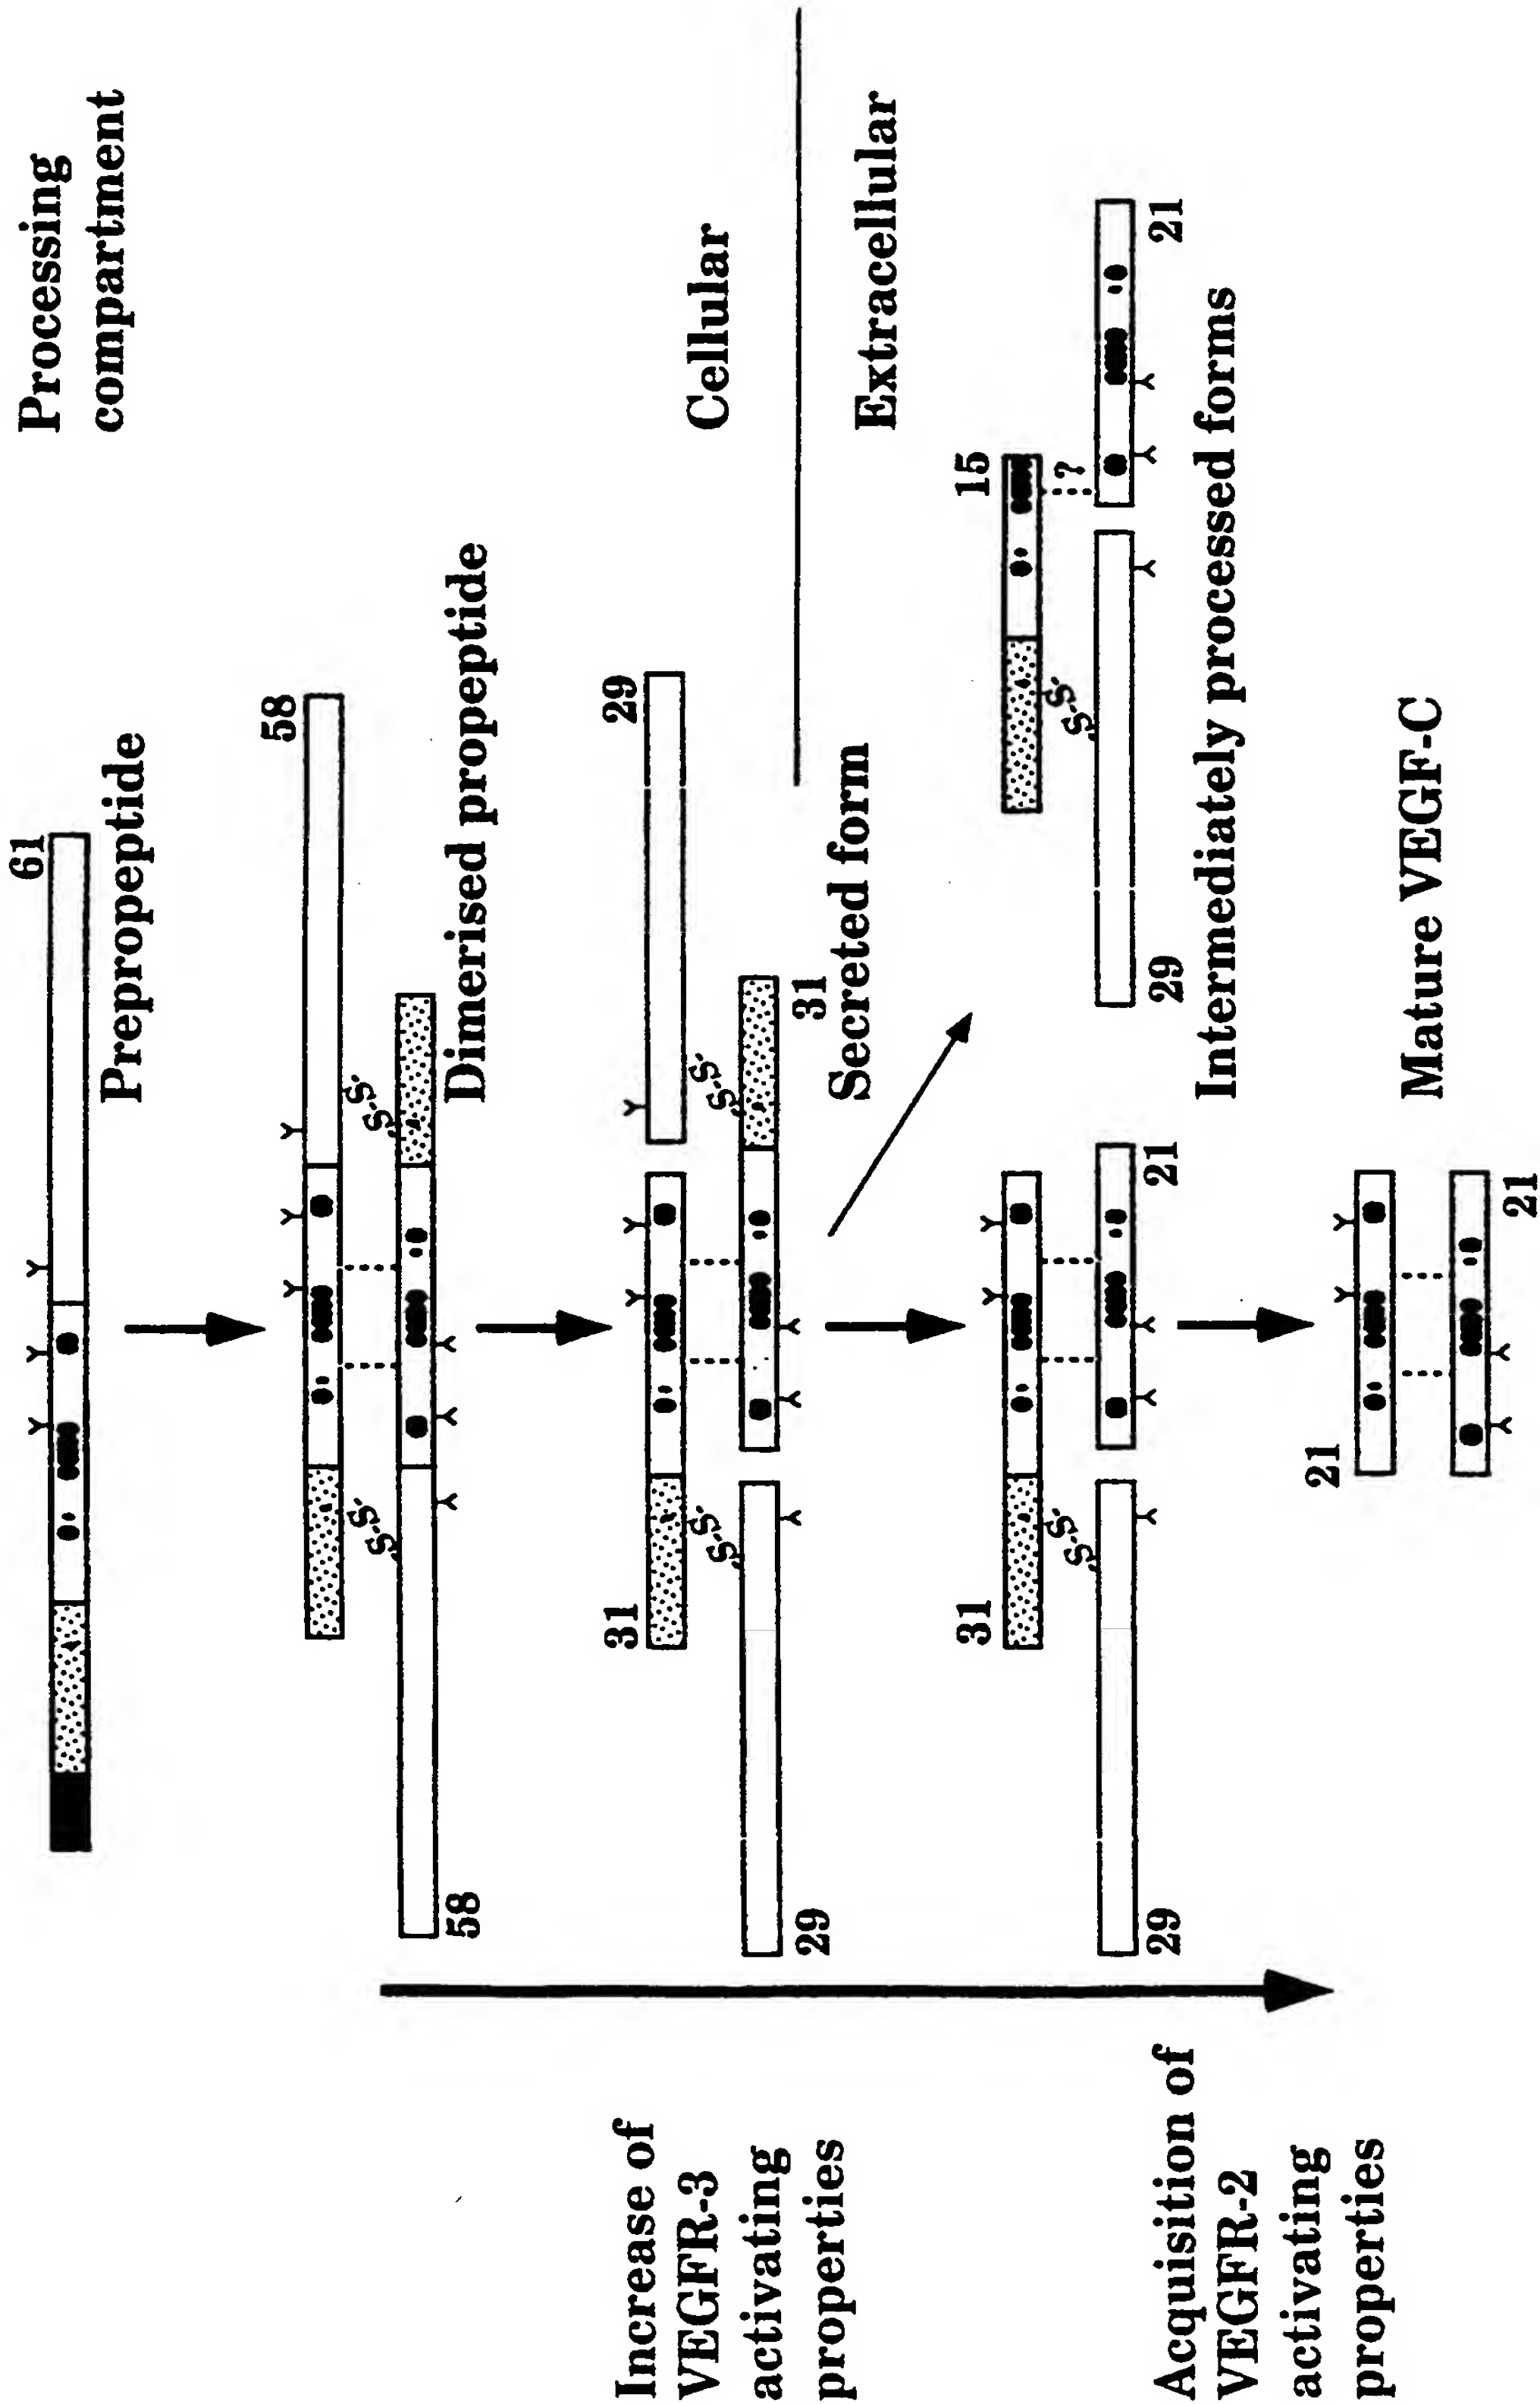 61
Prepropeptide
Processing
compartment
58
S-S
S-S
58
Dimerised propeptide
31
29
S-S
S-S
29
31
Secreted form
Cellular
Extracellular
Increase of
VEGFR-3
activating
properties
31
S-S
29
21
15
S-S
?
29
21
Intermediately processed forms
Acquisition of
VEGFR-2
activating
properties
21
21
Mature VEGF-C